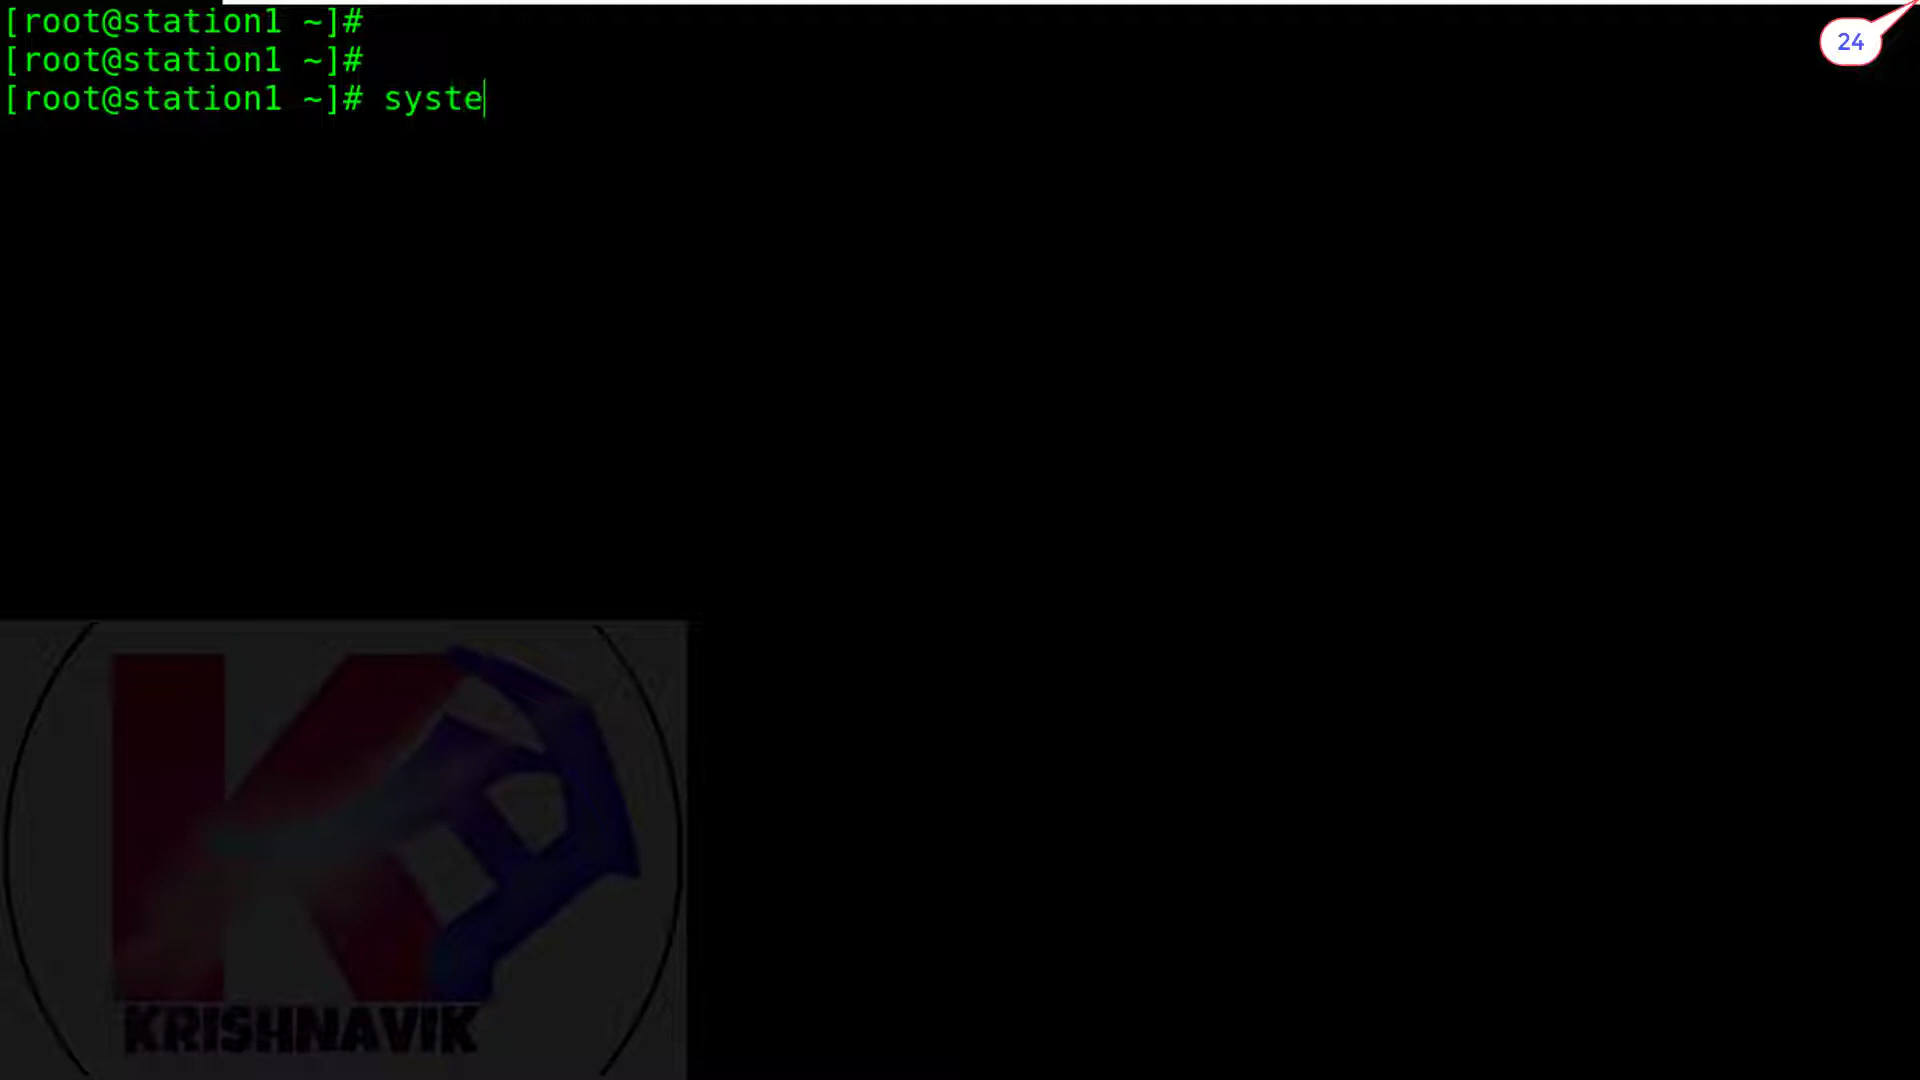 [root@station1 ~]#
24
[root@station1 ~]#
[root@station1 ~]# syste
KRISHNAVIK